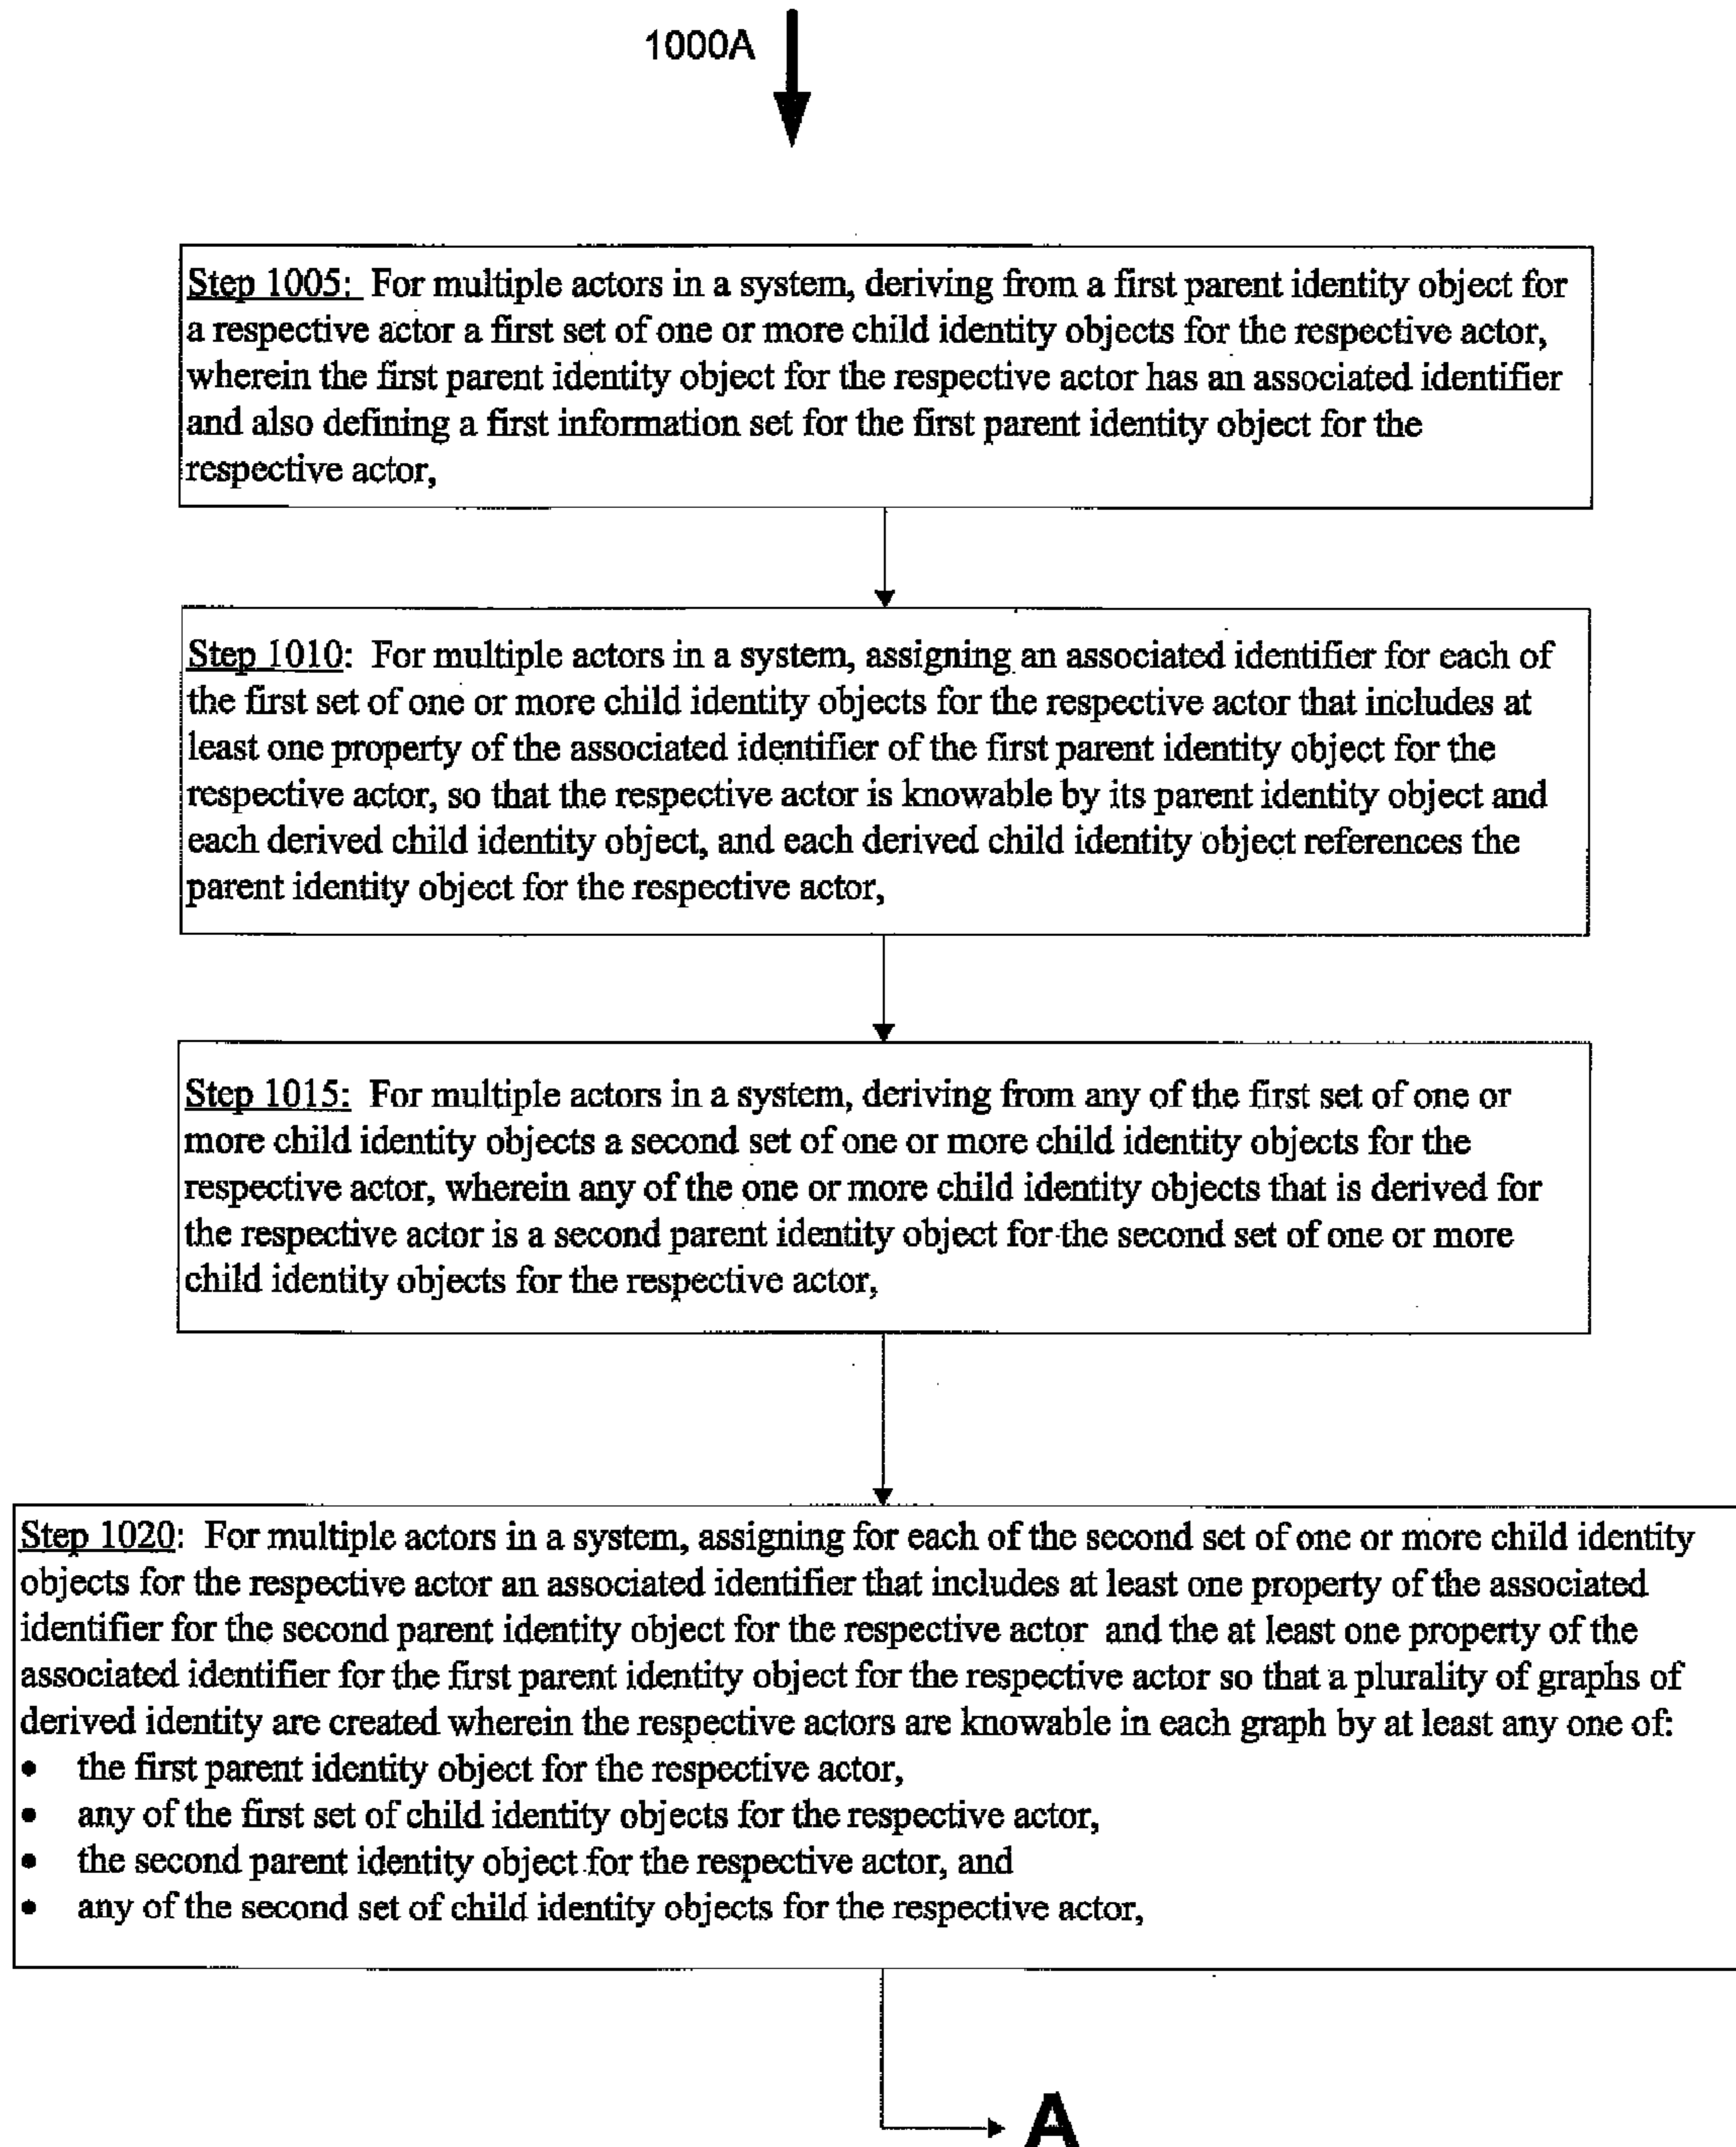 1000A
Step 1005: For multiple actors in a system, deriving from a first parent identity object for
a respective actor a first set of one or more child identity objects for the respective actor,
wherein the first parent identity object for the respective actor has an associated identifier
and also defining a first information set for the first parent identity object for the
respective actor,
Step 1010: For multiple actors in a system, assigning an associated identifier for each of
the first set of one or more child identity objects for the respective actor that includes at
least one property of the associated identifier of the first parent identity object for the
respective actor, so that the respective actor is knowable by its parent identity object and
each derived child identity object, and each derived child identity object references the
parent identity object for the respective actor,
Step 1015: For multiple actors in a system, deriving from any of the first set of one or
more child identity objects a second set of one or more child identity objects for the
respective actor, wherein any of the one or more child identity objects that is derived for
the respective actor is a second parent identity object for the second set of one or more
child identity objects for the respective actor,
Step 1020: For multiple actors in a system, assigning for each of the second set of one or more child identity
objects for the respective actor an associated identifier that includes at least one property of the associated
identifier for the second parent identity object for the respective actor and the at least one property of the
associated identifier for the first parent identity object for the respective actor so that a plurality of graphs of
derived identity are created wherein the respective actors are knowable in each graph by at least any one of:
• the first parent identity object for the respective actor,
• any of the first set of child identity objects for the respective actor,
• the second parent identity object for the respective actor, and
• any of the second set of child identity objects for the respective actor,
A